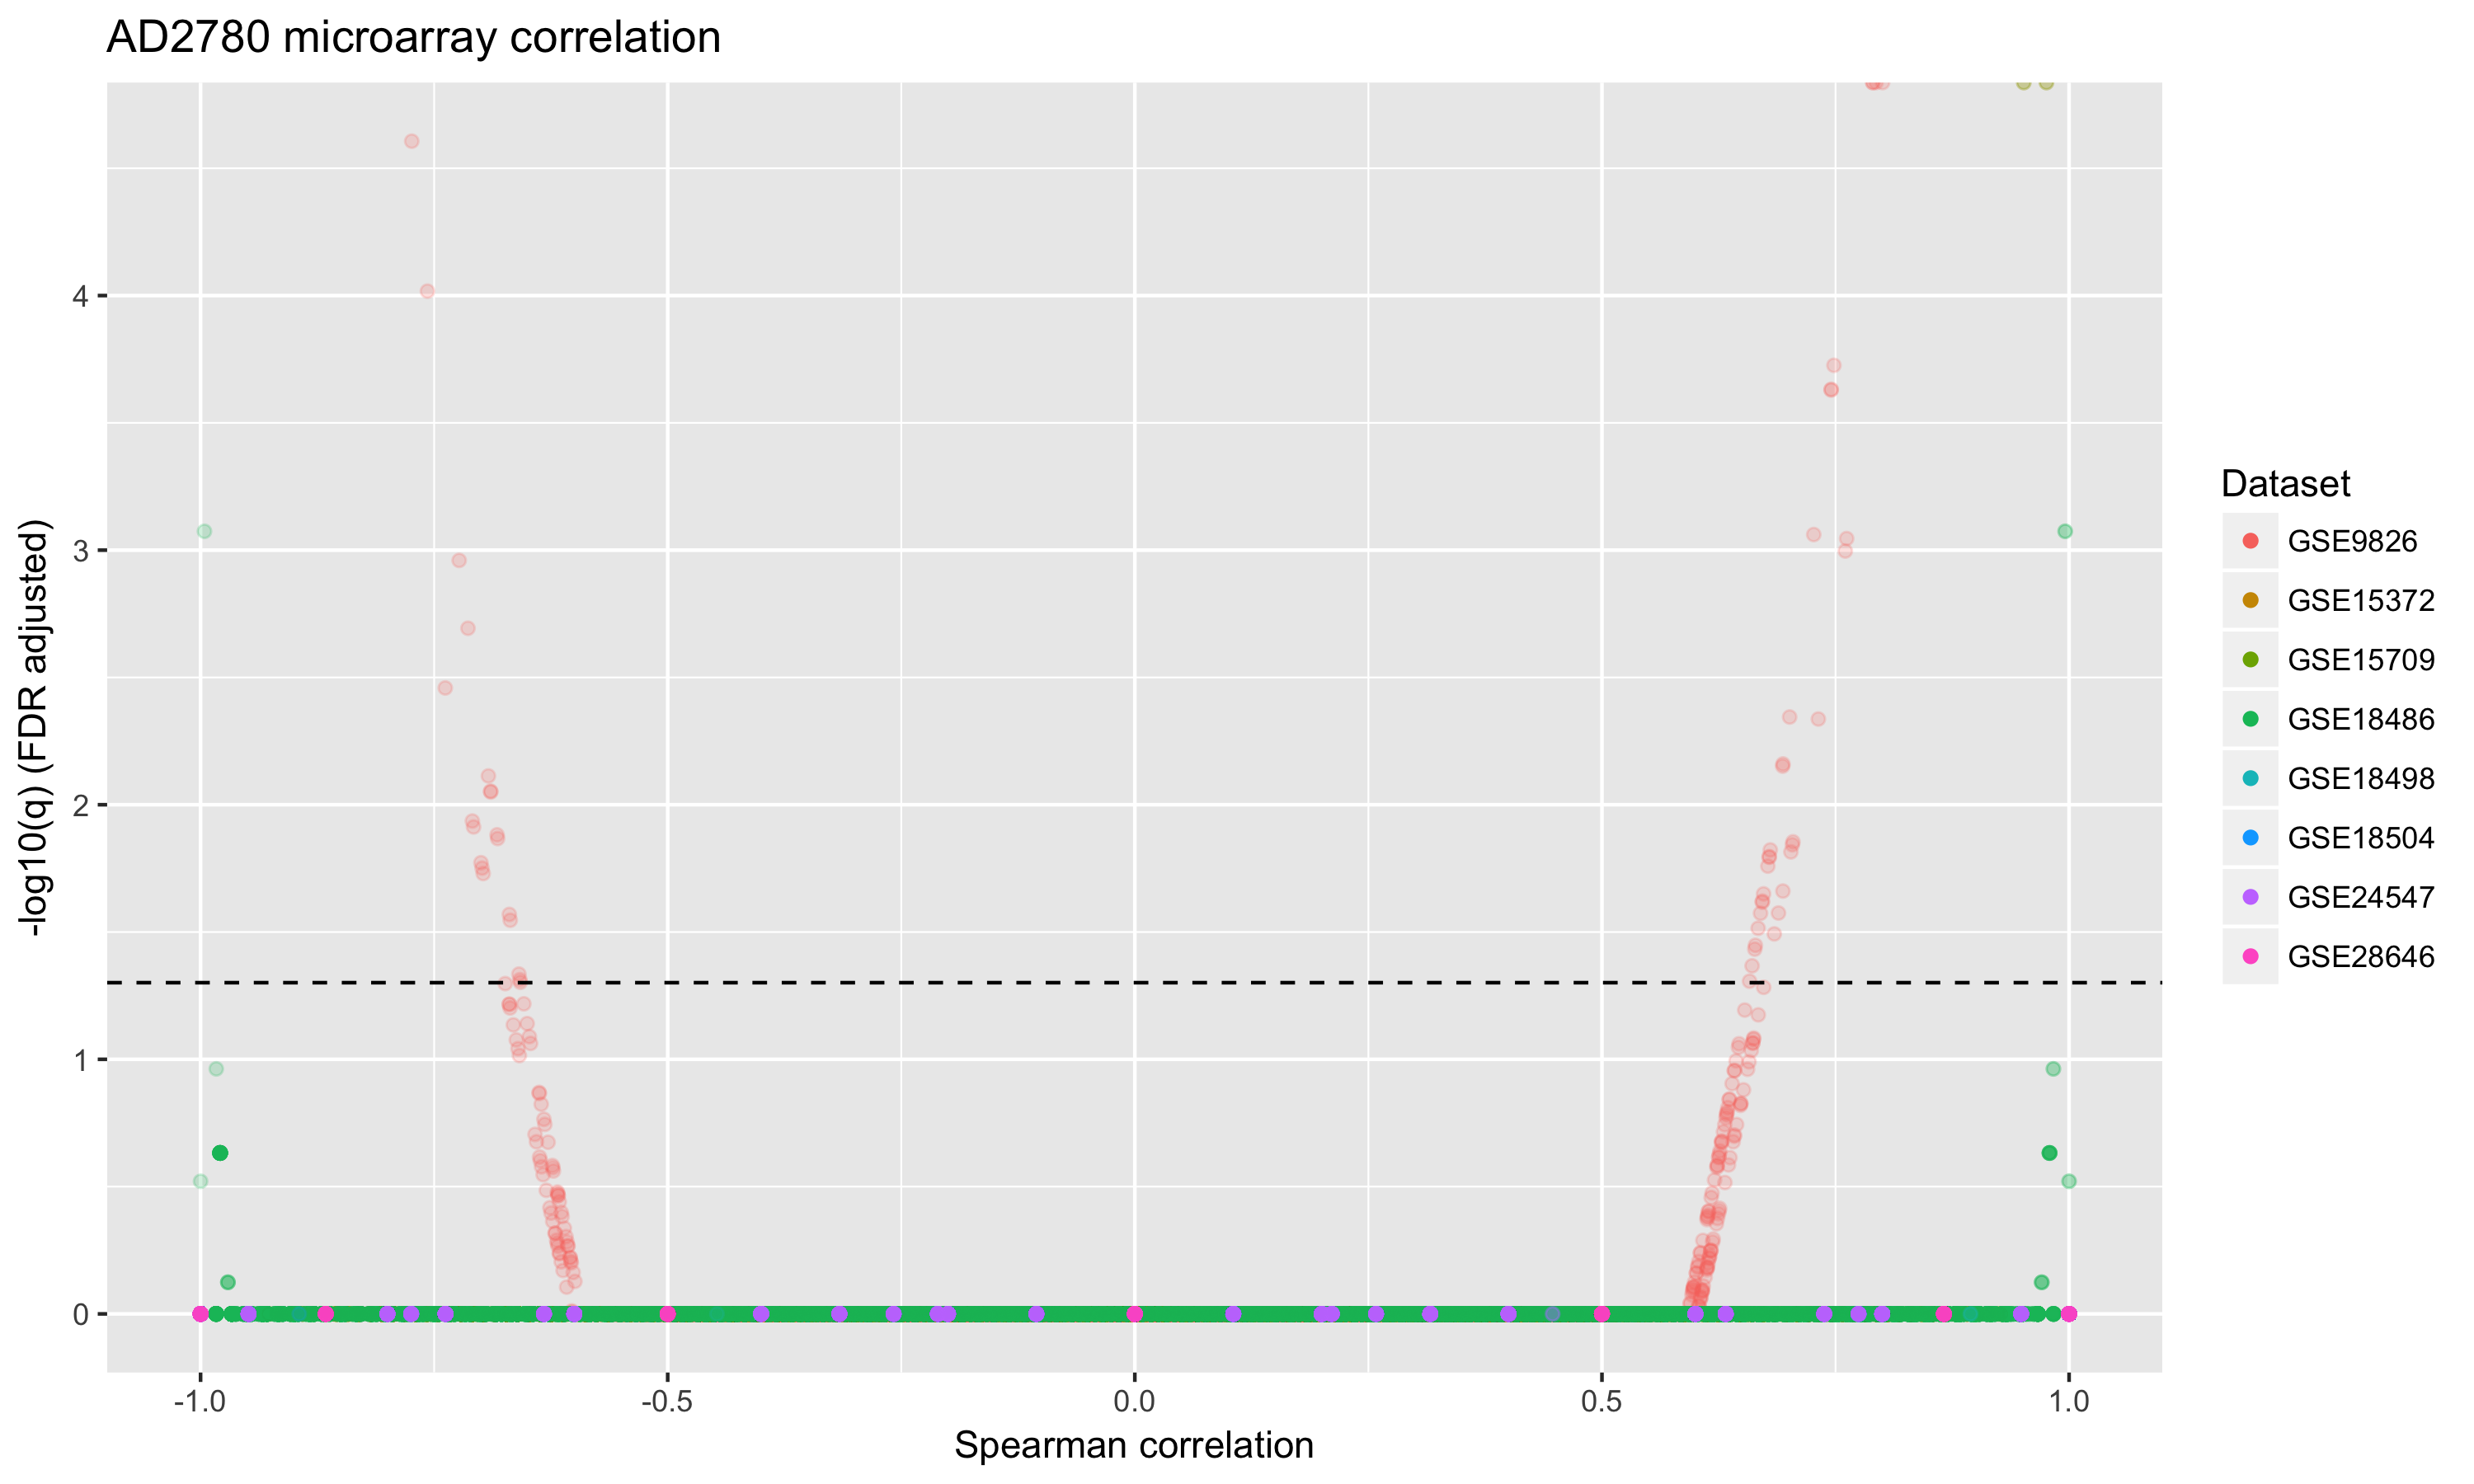 AD2780 microarray correlation
-log10(q) (FDR adjusted)
4
3
2
1
0
-1.0
-0.5
0.0
0.5
1.0
Spearman correlation
Dataset
GSE9826
GSE15372
GSE15709
GSE18486
GSE18498
GSE18504
GSE24547
GSE28646